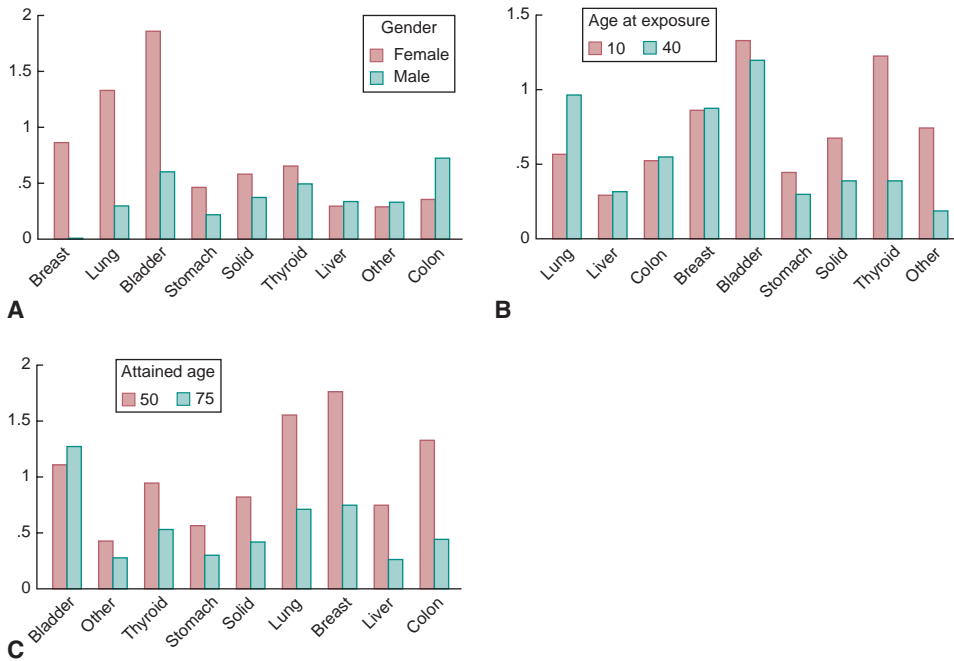 2
1.5
1
.5
0
Gender
Female
Male
Breast
Lung
Bladder
Stomach
Solid
Thyroid
Liver
Other
Colon
A
1.5
1
.5
0
Age at exposure
10 40
Lung
Liver
Colon
Breast
Bladder
Stomach
Solid
Thyroid
Other
B
2
1.5
1
.5
0
Attained age
50 75
Bladder
Other
Thyroid
Stomach
Solid
Lung
Breast
Liver
Colon
C